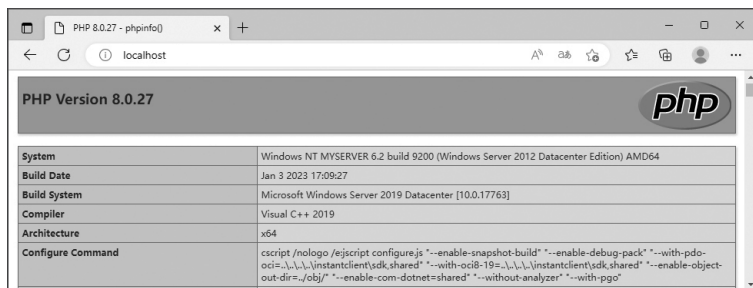 PHP 8.0.27 - phpinfo()
localhost
PHP Version 8.0.27
php
System Windows NT MYSERVER 6.2 build 9200 (Windows Server 2012 Datacenter Edition) AMD64
Build Date Jan 3 2023 17:09:27
Build System Microsoft Windows Server 2019 Datacenter [10.0.17763]
Compiler Visual C++ 2019
Architecture x64
Configure Command cscript /nologo /e:jscript configure.js "--enable-snapshot-build" "--enable-debug-pack" "--with-pdo-
oci=..\..\..\..\instantclient\sdk,shared" "--with-oci8-19=..\..\..\..\instantclient\sdk,shared" "--enable-object-
out-dir=../obj/" "--enable-com-dotnet=shared" "--without-analyzer" "--with-pgo"